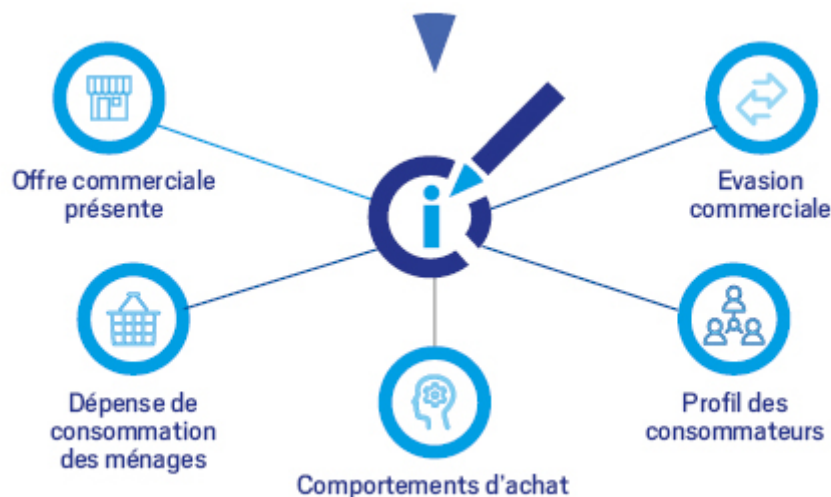 Offre commerciale
présente
Evasion
commerciale
Dépense de
consommation
des ménages
Profil des
consommateurs
Comportements d'achat